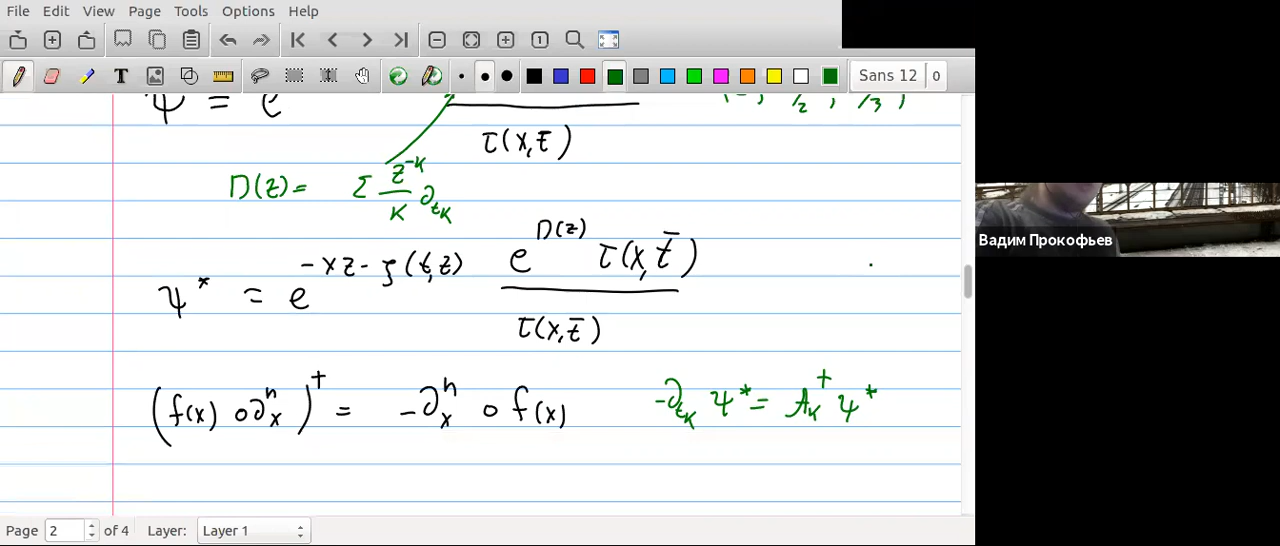 File Edit View Journal Tools Options Help
Sans 12 0
ψ = e
τ(x, t̄)
D(z) = Σ z^{-k}/k ∂_{t_k}
ψ* = e^{-xz - ξ(t,z)} e^{D(z)} τ(x, t̄) / τ(x, t̄)
(f(x) ∘ ∂_x^n)^† = -∂_x^n ∘ f(x) -∂_{t_k} ψ* = A_k^† ψ*
Вадим Прокофьев
Page 2 of 4 Layer: Layer 1